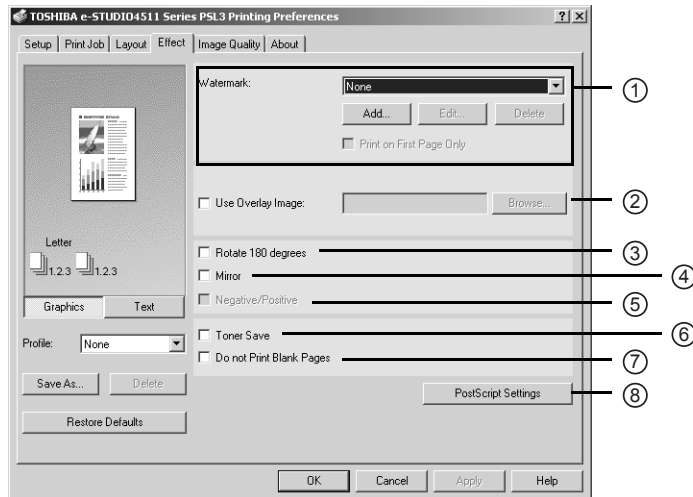 TOSHIBA e-STUDIO4511 Series PSL3 Printing Preferences
Setup Print Job Layout Effect Image Quality About
Watermark:
None
Add... Edit... Delete
Print on First Page Only
1
Use Overlay Image: Browse...
2
Letter
1.2.3 1.2.3
Graphics Text
Rotate 180 degrees
3
Mirror
4
Negative/Positive
5
Profile: None
Save As... Delete
Restore Defaults
Toner Save
6
Do not Print Blank Pages
7
PostScript Settings
8
OK Cancel Apply Help